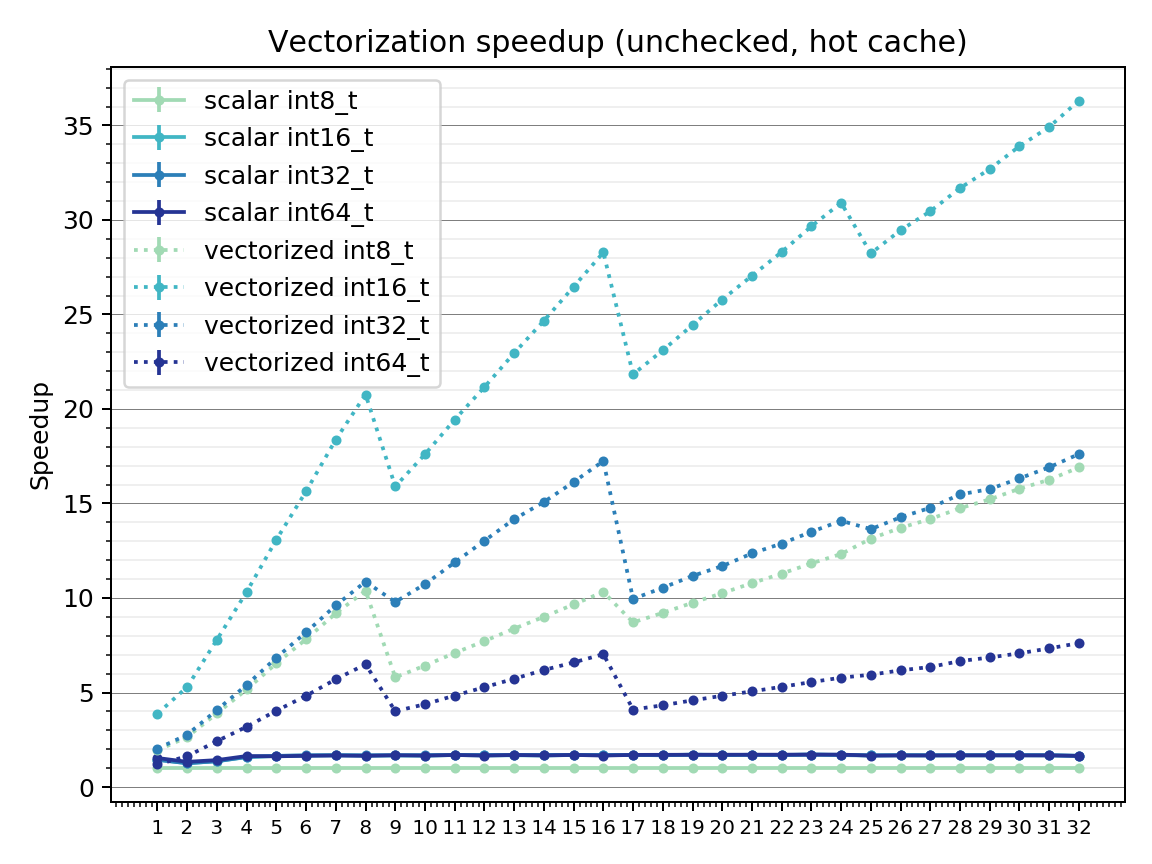 Vectorization speedup (unchecked, hot cache)
scalar int8_t
scalar int16_t
scalar int32_t
scalar int64_t
vectorized int8_t
vectorized int16_t
vectorized int32_t
vectorized int64_t
Speedup
35
30
25
20
15
10
5
0
1 2 3 4 5 6 7 8 9 10 11 12 13 14 15 16 17 18 19 20 21 22 23 24 25 26 27 28 29 30 31 32